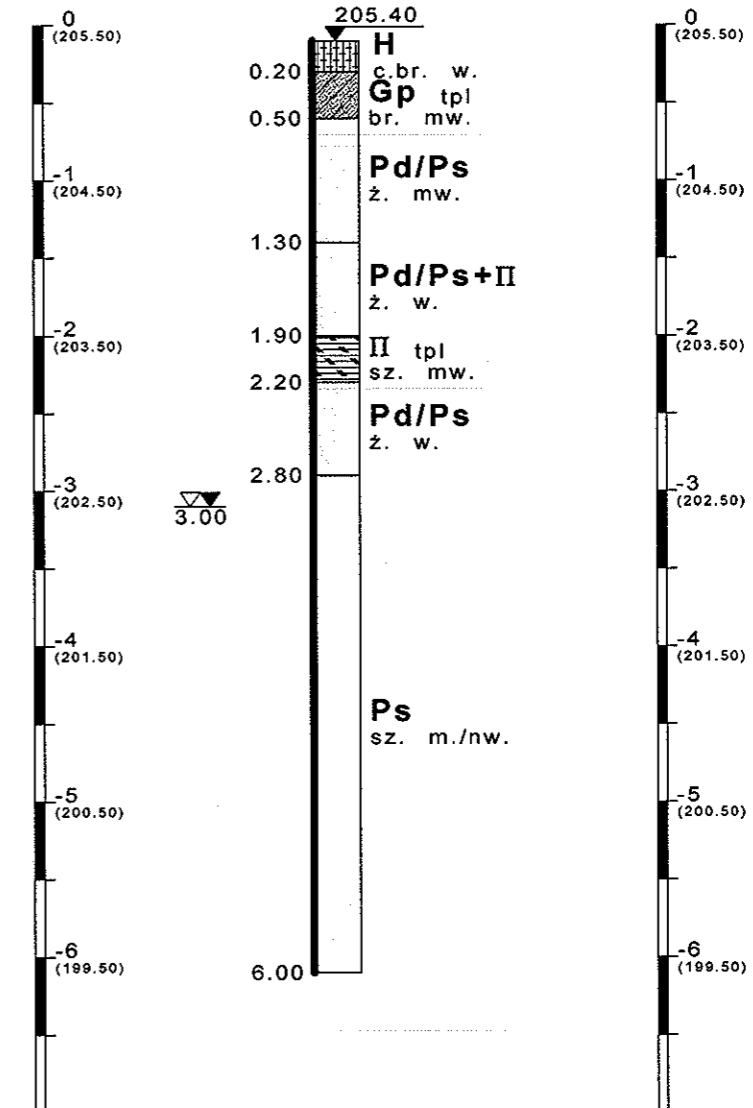 0
(205.50)
205.40
0
(205.50)
H
c.br. w.
0.20
Gp tpl
br. mw.
0.50
-1
(204.50)
Pd/Ps
ż. mw.
-1
(204.50)
1.30
Pd/Ps+Π
ż. w.
-2
(203.50)
1.90
Π tpl
sz. mw.
-2
(203.50)
2.20
Pd/Ps
ż. w.
2.80
-3
(202.50)
3.00
-3
(202.50)
-4
(201.50)
-4
(201.50)
Ps
sz. m./nw.
-5
(200.50)
-5
(200.50)
-6
(199.50)
6.00
-6
(199.50)